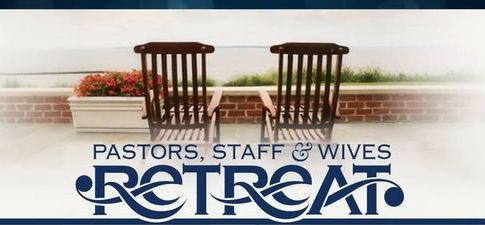 PASTORS, STAFF & WIVES
RETREAT